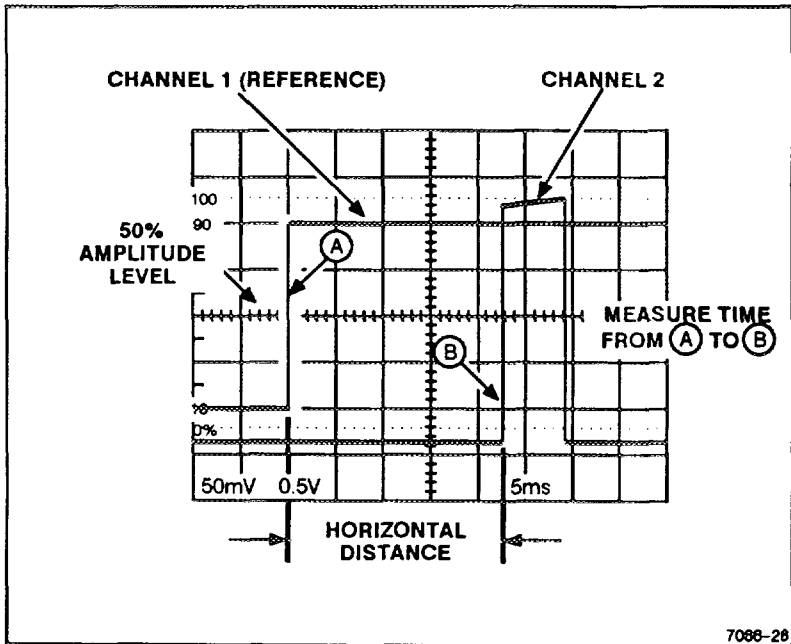 CHANNEL 1 (REFERENCE)
CHANNEL 2
100
90
50%
AMPLITUDE
LEVEL
A
MEASURE TIME
FROM A TO B
B
0%
50mV 0.5V 5ms
HORIZONTAL
DISTANCE
7066-28